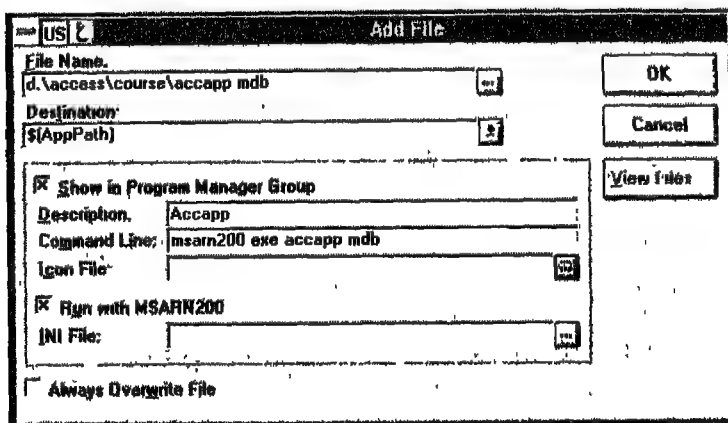 US Add File
File Name.
d.\access\course\accapp mdb
OK
Destination:
$(AppPath)
Cancel
Show in Program Manager Group
View Files
Description.
Accapp
Command Line:
msarn200 exe accapp mdb
Icon File
Run with MSARN200
INI File:
Always Overwrite File